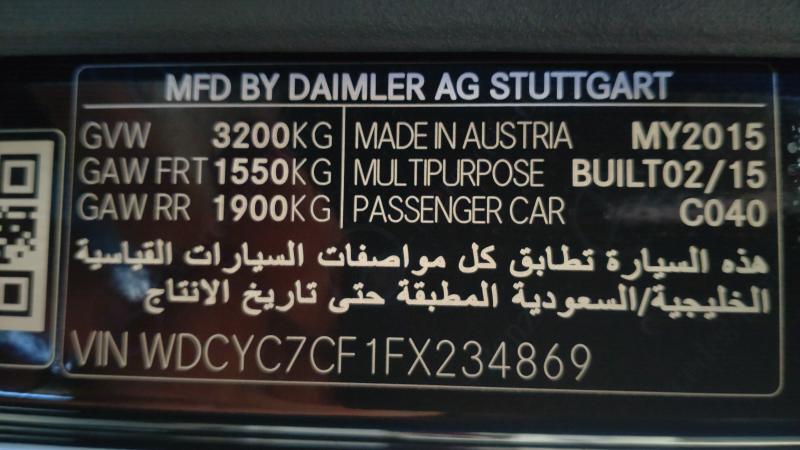 MFD BY DAIMLER AG STUTTGART
GVW 3200KG MADE IN AUSTRIA MY2015
GAW FRT 1550KG MULTIPURPOSE BUILT02/15
GAW RR 1900KG PASSENGER CAR C040
هذه السيارة تطابق كل مواصفات السيارات القياسية
الخليجية/السعودية المطبقة حتى تاريخ الانتاج
VIN WDCYC7CF1FX234869